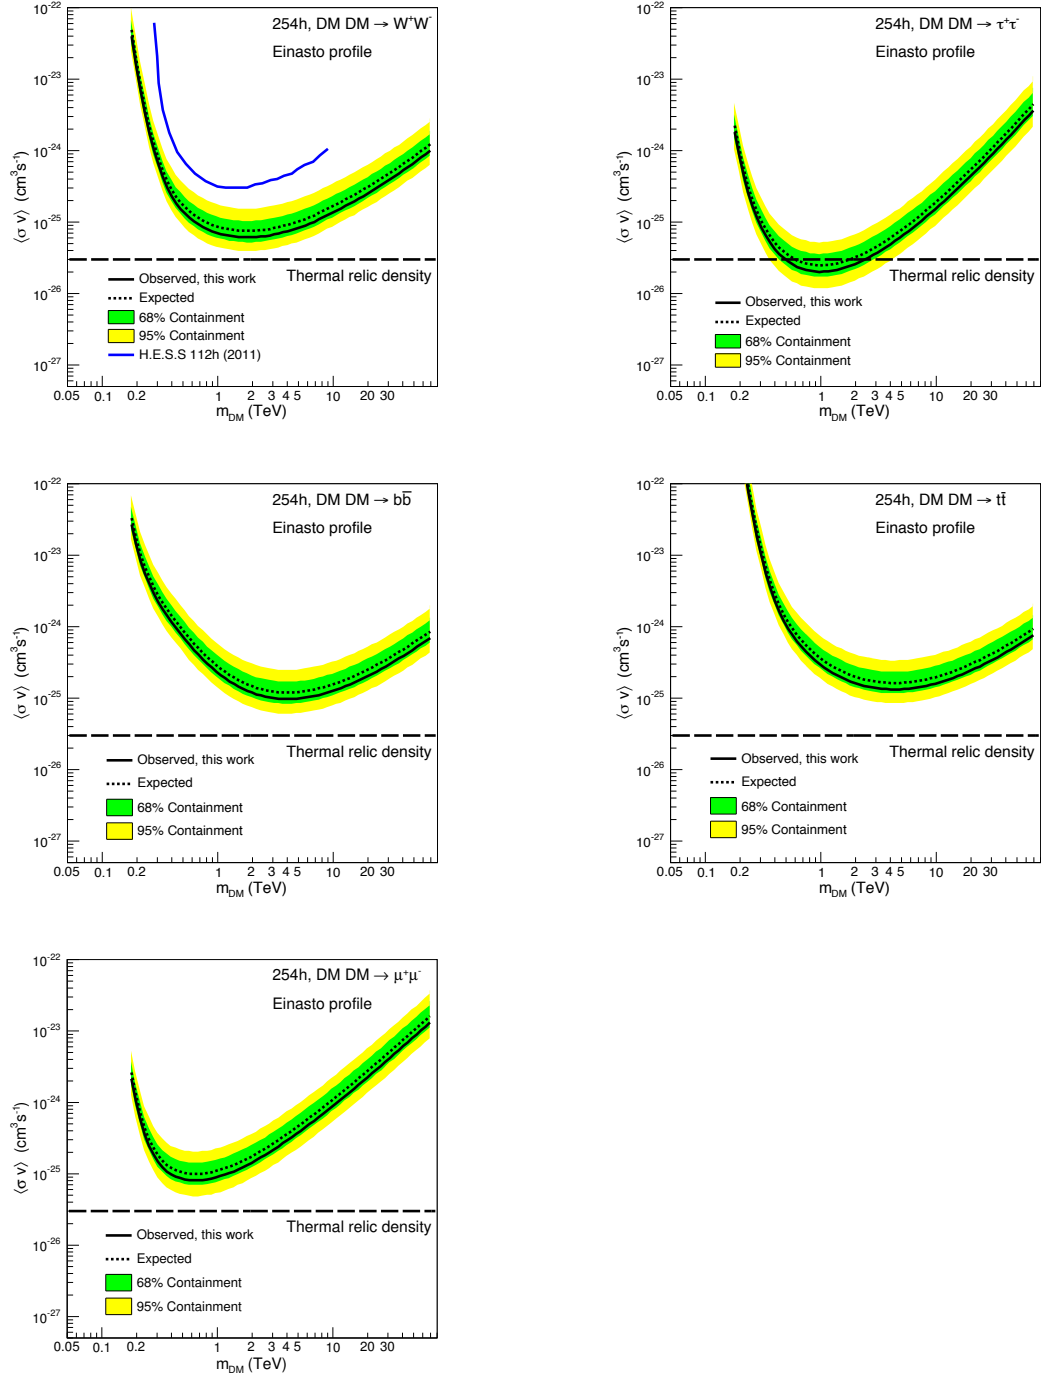 254h, DM DM → W⁺W⁻
Einasto profile
10⁻²³
10⁻²⁴
10⁻²⁵
10⁻²⁶
10⁻²⁷
⟨σ v⟩ (cm³s⁻¹)
Thermal relic density
Observed, this work
Expected
68% Containment
95% Containment
H.E.S.S 112h (2011)
0.05 0.1 0.2 1 2 3 4 5 10 20 30
m_DM (TeV)
254h, DM DM → τ⁺τ⁻
Einasto profile
10⁻²³
10⁻²⁴
10⁻²⁵
10⁻²⁶
10⁻²⁷
⟨σ v⟩ (cm³s⁻¹)
Thermal relic density
Observed, this work
Expected
68% Containment
95% Containment
0.05 0.1 0.2 1 2 3 4 5 10 20 30
m_DM (TeV)
10⁻²²
254h, DM DM → bb̅
Einasto profile
10⁻²³
10⁻²⁴
10⁻²⁵
10⁻²⁶
10⁻²⁷
⟨σ v⟩ (cm³s⁻¹)
Thermal relic density
Observed, this work
Expected
68% Containment
95% Containment
0.05 0.1 0.2 1 2 3 4 5 10 20 30
m_DM (TeV)
10⁻²²
254h, DM DM → tt̅
Einasto profile
10⁻²³
10⁻²⁴
10⁻²⁵
10⁻²⁶
10⁻²⁷
⟨σ v⟩ (cm³s⁻¹)
Thermal relic density
Observed, this work
Expected
68% Containment
95% Containment
0.05 0.1 0.2 1 2 3 4 5 10 20 30
m_DM (TeV)
10⁻²²
254h, DM DM → μ⁺μ⁻
Einasto profile
10⁻²³
10⁻²⁴
10⁻²⁵
10⁻²⁶
10⁻²⁷
⟨σ v⟩ (cm³s⁻¹)
Thermal relic density
Observed, this work
Expected
68% Containment
95% Containment
0.05 0.1 0.2 1 2 3 4 5 10 20 30
m_DM (TeV)